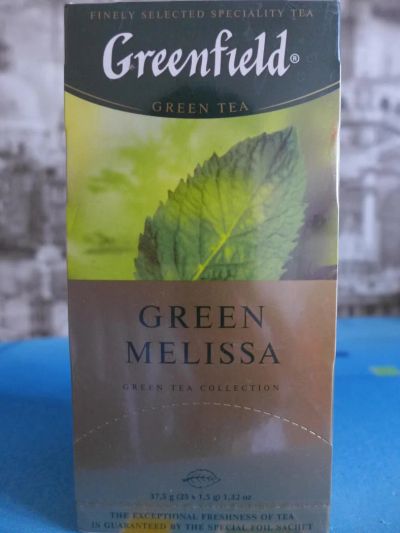 FINELY SELECTED SPECIALITY TEA
Greenfield®
GREEN TEA
GREEN
MELISSA
GREEN TEA COLLECTION
37,5 g (25 x 1,5 g) 1,32 oz
THE EXCEPTIONAL FRESHNESS OF TEA
IS GUARANTEED BY THE SPECIAL FOIL SACHET